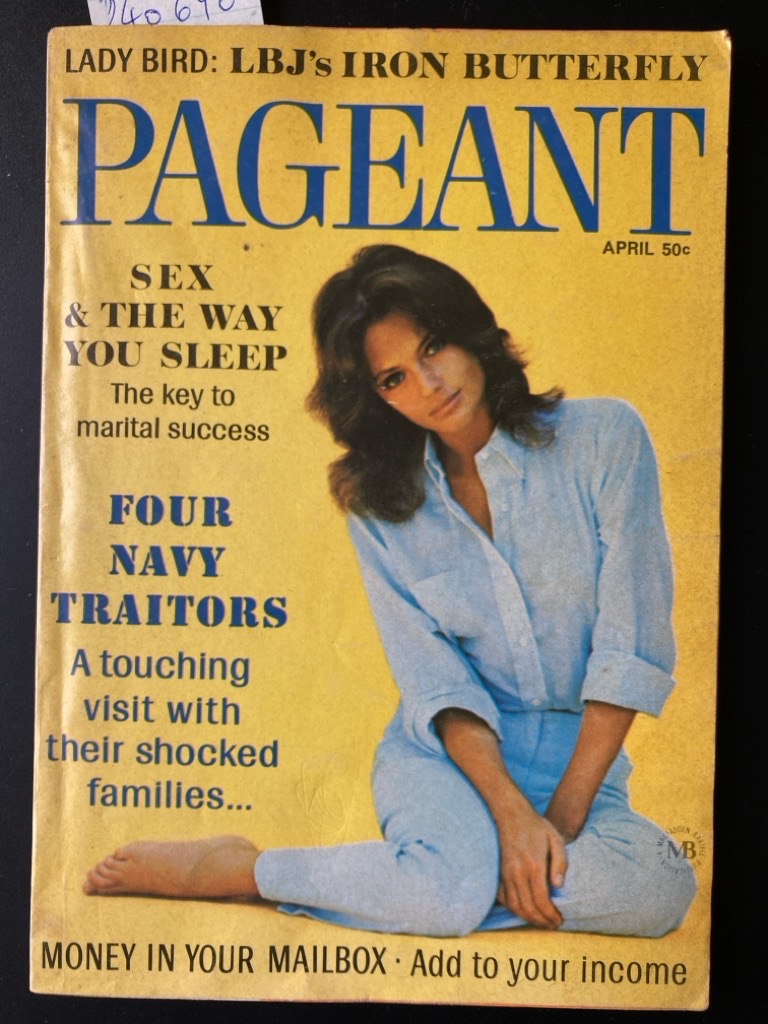 LADY BIRD: LBJ's IRON BUTTERFLY
PAGEANT
APRIL 50c
SEX
& THE WAY
YOU SLEEP
The key to
marital success
FOUR
NAVY
TRAITORS
A touching
visit with
their shocked
families...
MB
MONEY IN YOUR MAILBOX · Add to your income